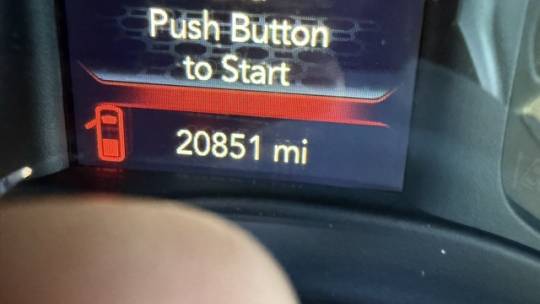 Push Button
to Start
20851 mi